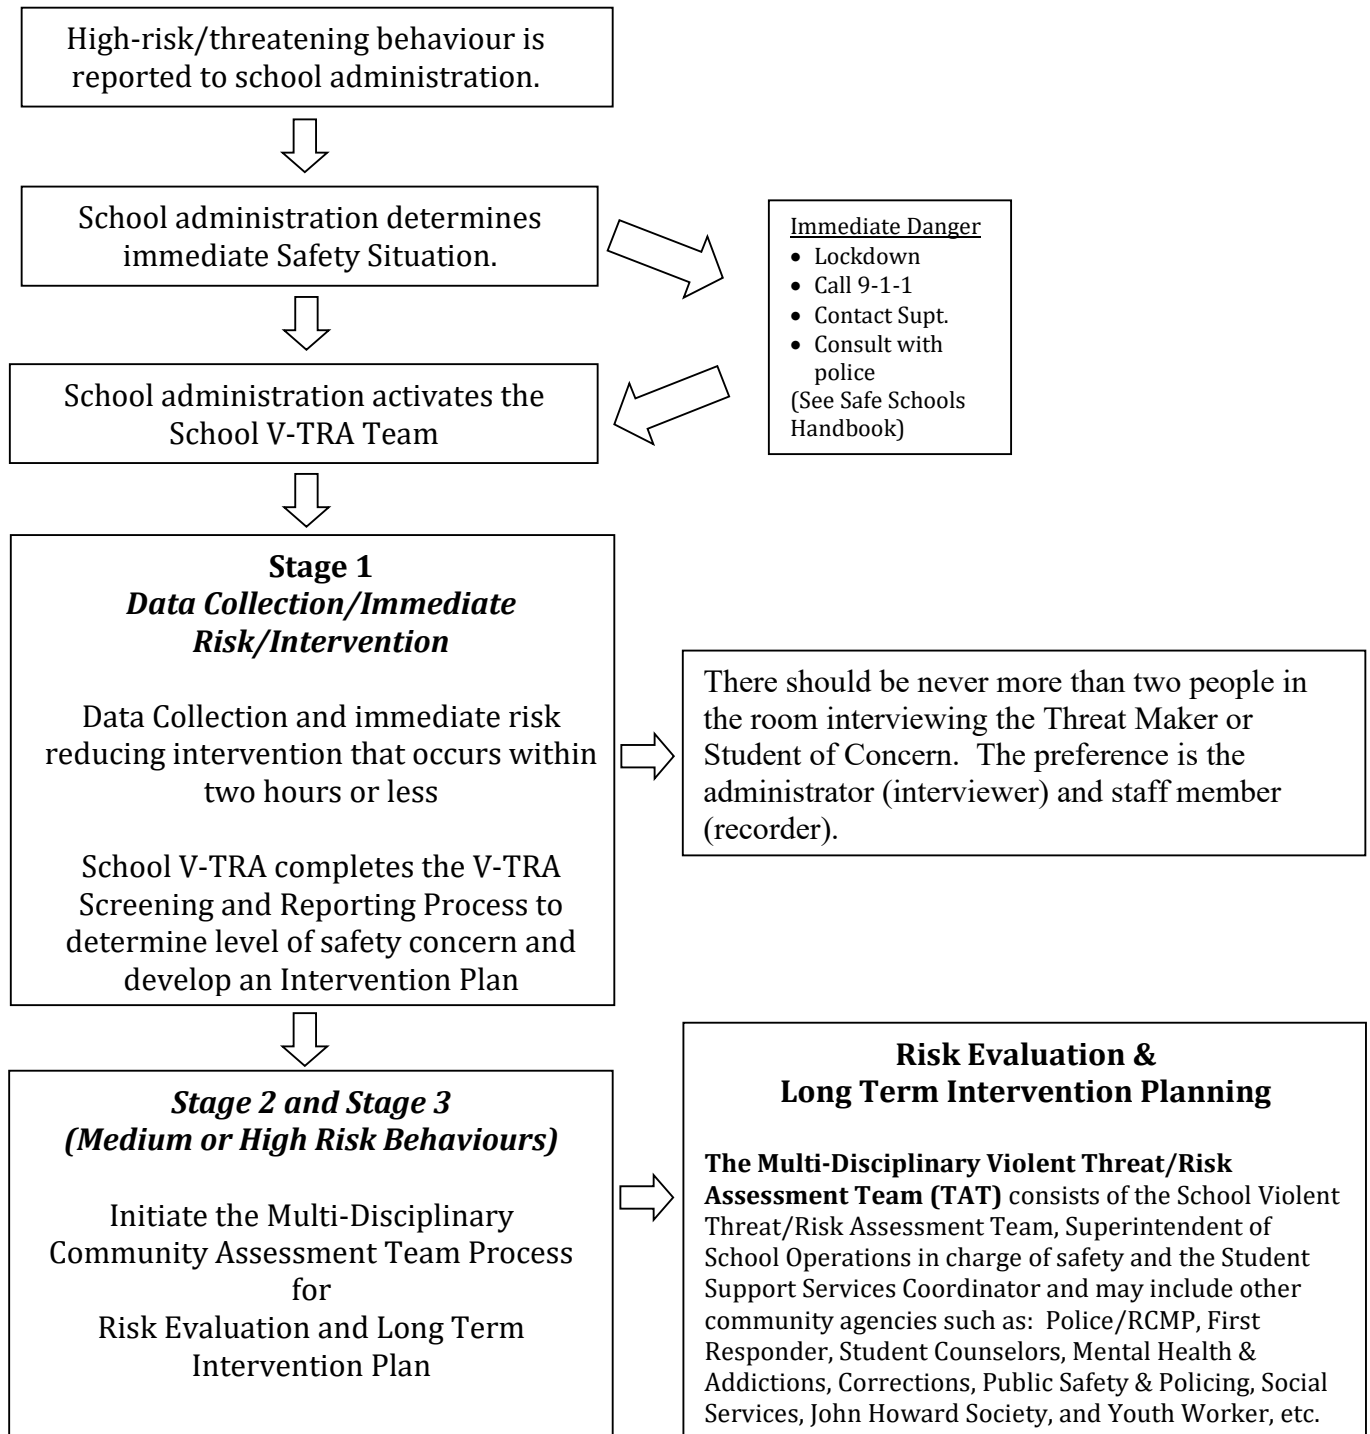 High-risk/threatening behaviour is
reported to school administration.
School administration determines
immediate Safety Situation.
Immediate Danger
• Lockdown
• Call 9-1-1
• Contact Supt.
• Consult with
police
(See Safe Schools
Handbook)
School administration activates the
School V-TRA Team
Stage 1
Data Collection/Immediate
Risk/Intervention
Data Collection and immediate risk
reducing intervention that occurs within
two hours or less
School V-TRA completes the V-TRA
Screening and Reporting Process to
determine level of safety concern and
develop an Intervention Plan
There should be never more than two people in
the room interviewing the Threat Maker or
Student of Concern.  The preference is the
administrator (interviewer) and staff member
(recorder).
Stage 2 and Stage 3
(Medium or High Risk Behaviours)
Initiate the Multi-Disciplinary
Community Assessment Team Process
for
Risk Evaluation and Long Term
Intervention Plan
Risk Evaluation &
Long Term Intervention Planning
The Multi-Disciplinary Violent Threat/Risk
Assessment Team (TAT) consists of the School Violent
Threat/Risk Assessment Team, Superintendent of
School Operations in charge of safety and the Student
Support Services Coordinator and may include other
community agencies such as:  Police/RCMP, First
Responder, Student Counselors, Mental Health &
Addictions, Corrections, Public Safety & Policing, Social
Services, John Howard Society, and Youth Worker, etc.